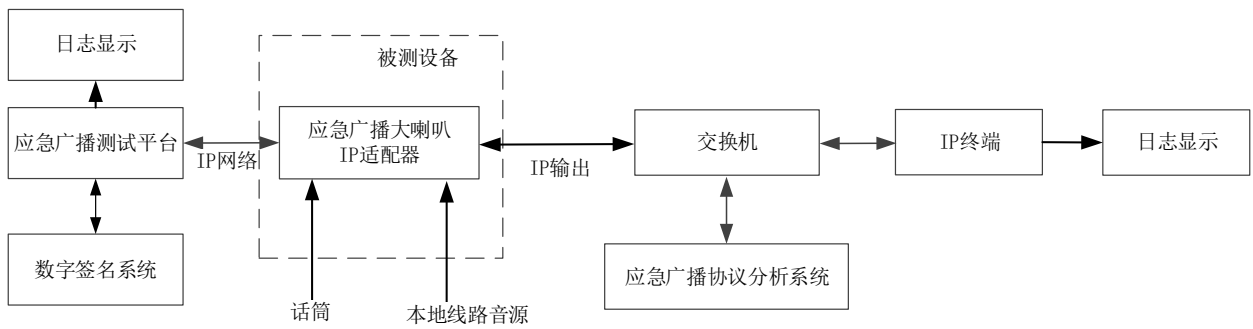 日志显示
被测设备
应急广播测试平台
IP网络
应急广播大喇叭
IP适配器
IP输出
交换机
IP终端
日志显示
数字签名系统
应急广播协议分析系统
话筒
本地线路音源